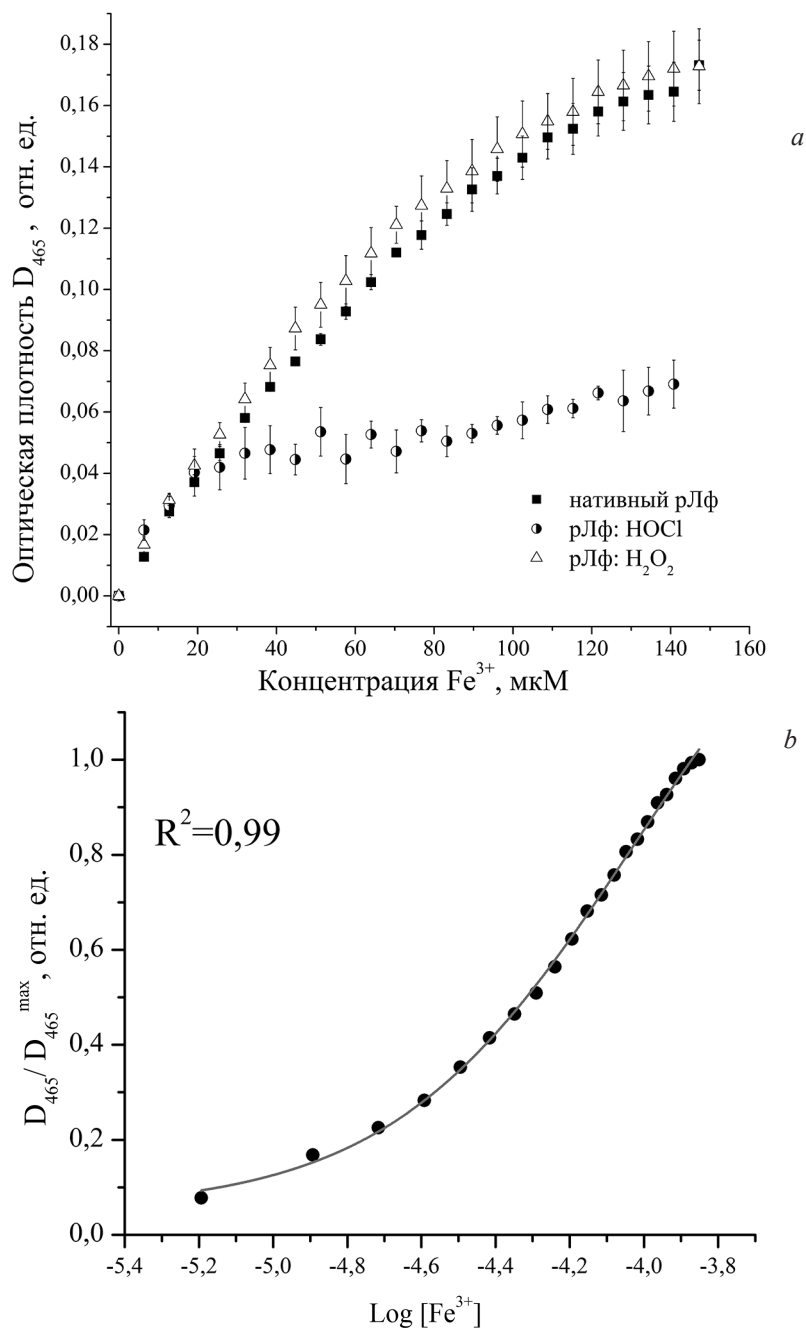 0,18
0,16
0,14
0,12
0,10
0,08
0,06
0,04
0,02
0,00
Оптическая плотность D465, отн. ед.
a
нативный рЛф
рЛф: HOCl
рЛф: H2O2
0 20 40 60 80 100 120 140 160
Концентрация Fe3+, мкМ
b
1,0
0,8
0,6
0,4
0,2
0,0
R2=0,99
D465/ D465max, отн. ед.
-5,4 -5,2 -5,0 -4,8 -4,6 -4,4 -4,2 -4,0 -3,8
Log [Fe3+]